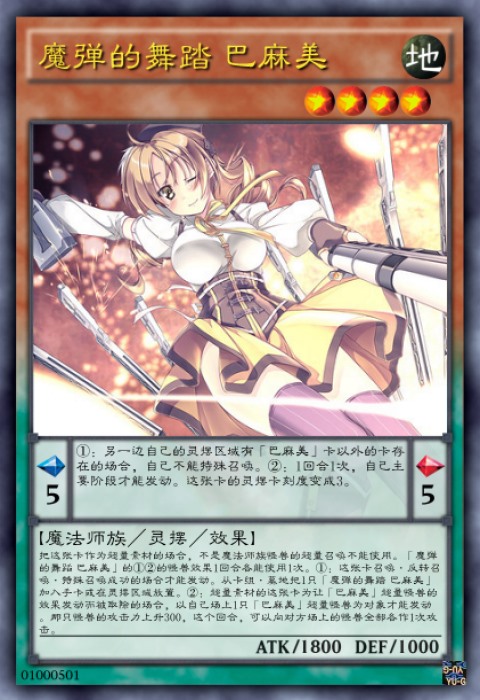 魔弹的舞踏 巴麻美
地
①：另一边自己的灵摆区域有「巴麻美」卡以外的卡存
在的场合，自己不能特殊召唤。②：1回合1次，自己主
要阶段才能发动。这张卡的灵摆卡刻度变成3。
5
5
【魔法师族／灵摆／效果】
把这张卡作为超量素材的场合，不是魔法师族怪兽的超量召唤不能使用。「魔弹
的舞踏 巴麻美」的①②的怪兽效果1回合各能使用1次。①：这张卡召唤·反转召
唤·特殊召唤成功的场合才能发动。从卡组·墓地把1只「魔弹的舞踏 巴麻美」
加入手卡或在灵摆区域放置。②：超量素材的这张卡为让「巴麻美」超量怪兽的
效果发动而被取除的场合，以自己场上1只「巴麻美」超量怪兽为对象才能发动
。那只怪兽的攻击力上升300，这个回合，可以向对方场上的怪兽全部各作1次攻
击。
ATK/1800 DEF/1000
01000501